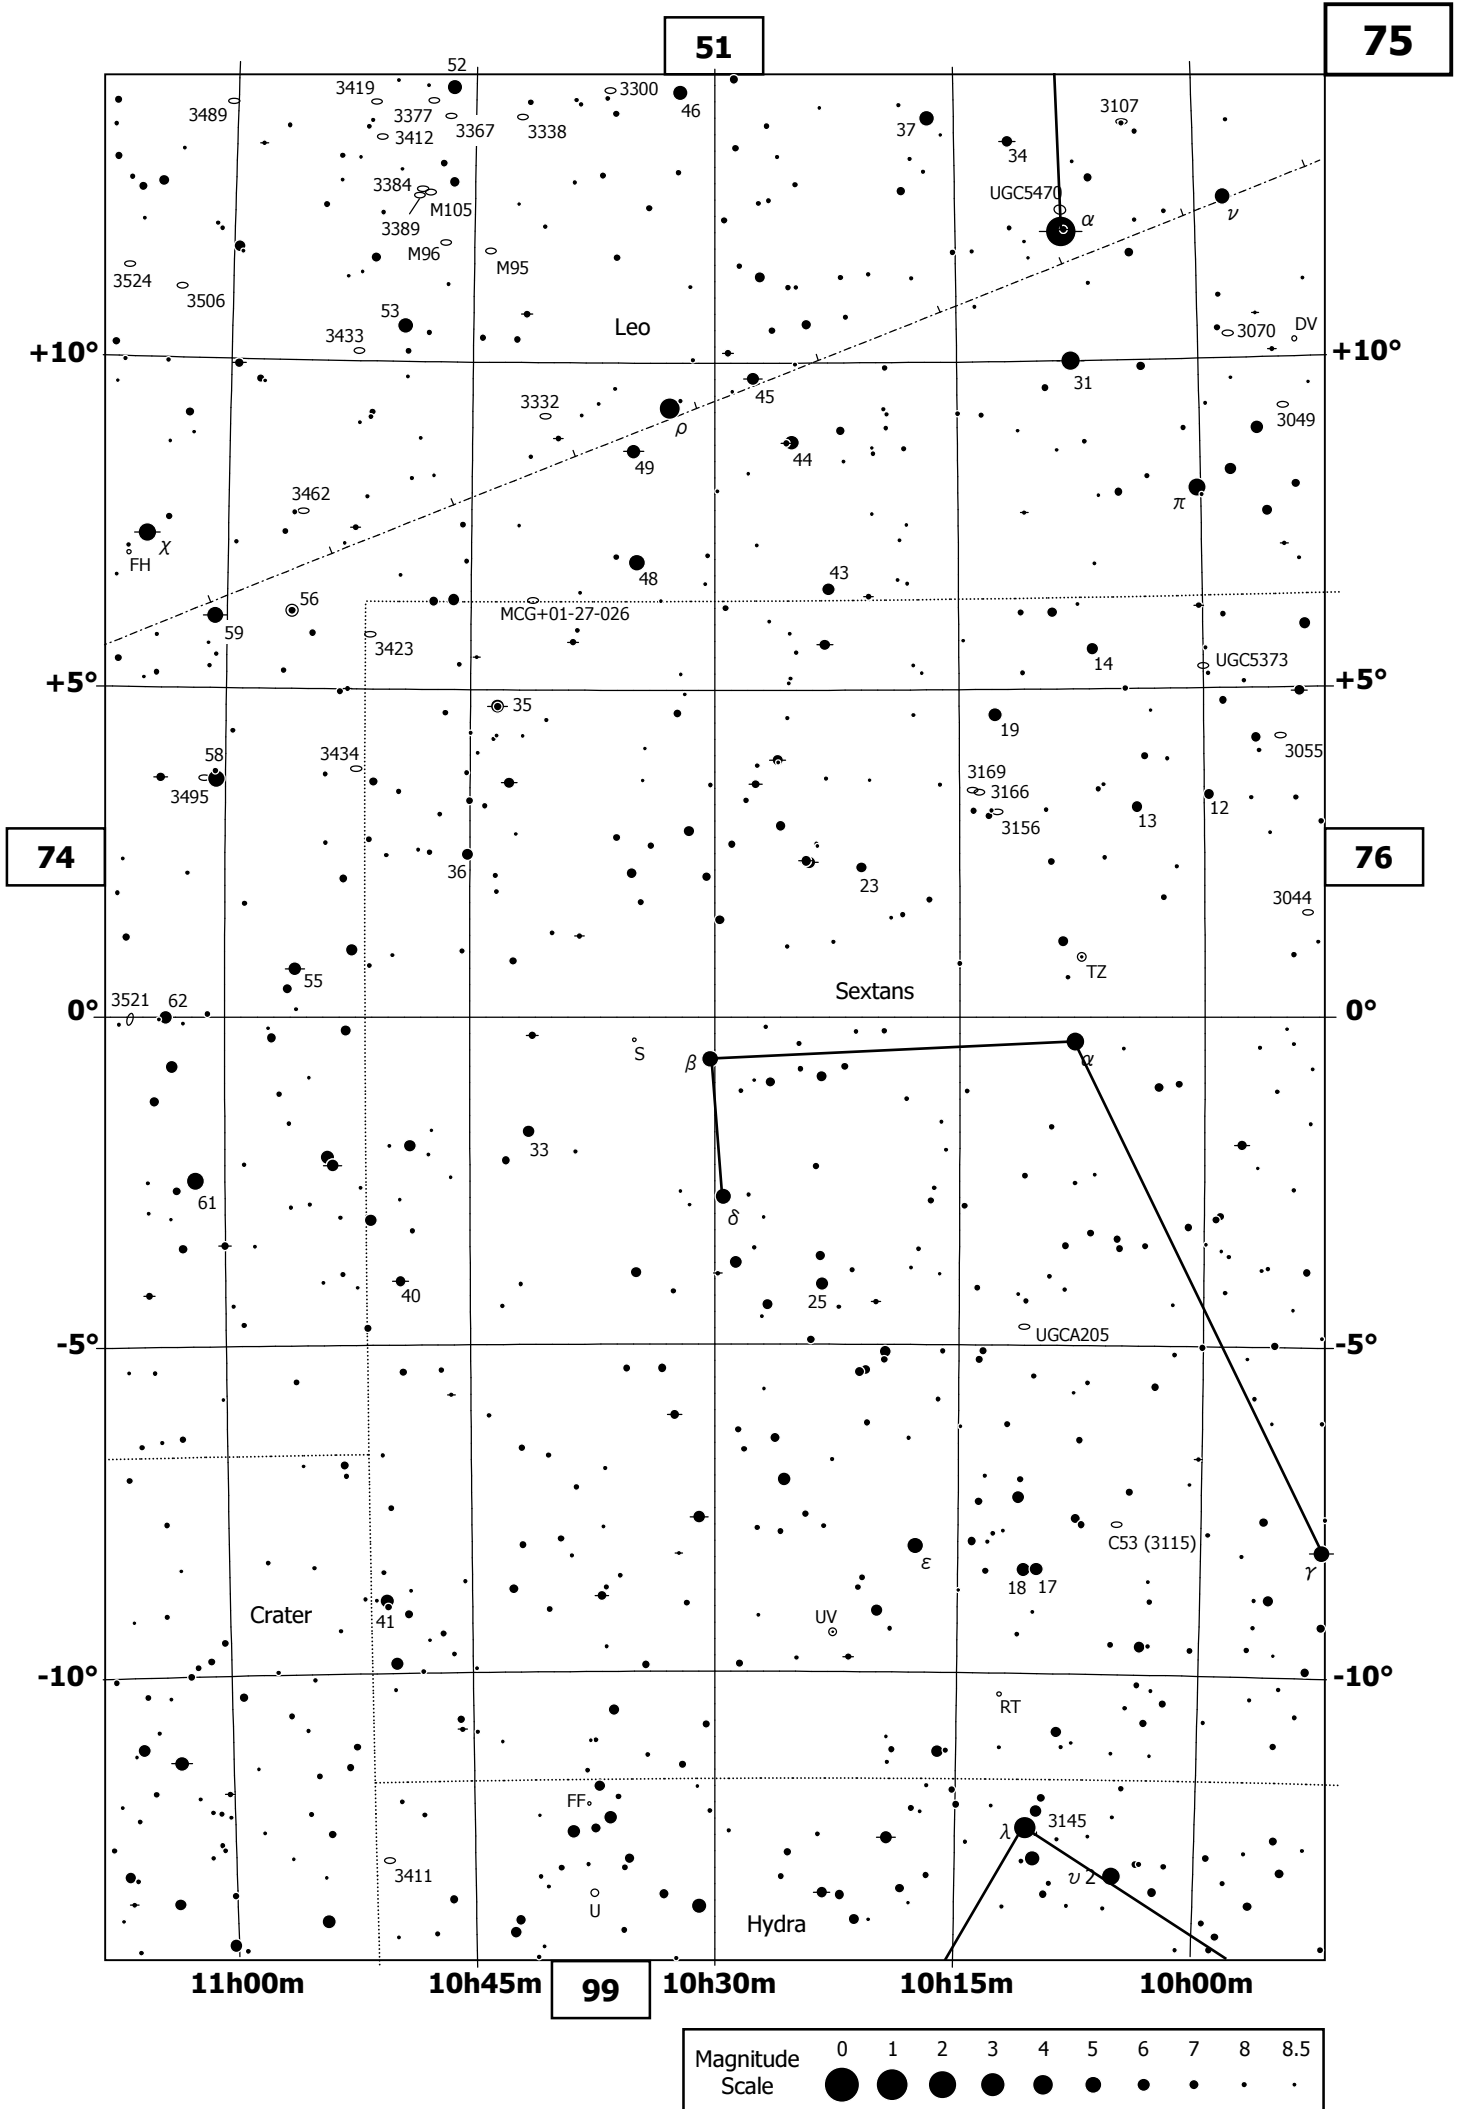 51
75
52
3419
3300
3489
3377
46
3107
3412
3367
3338
37
34
3384
UGC5470
M105
3389
α
ν
M96
M95
3524
3506
53
3433
Leo
3070
DV
+10°
+10°
31
45
3332
3049
ρ
44
49
3462
π
χ
FH
48
43
56
MCG+01-27-026
59
3423
14
UGC5373
+5°
+5°
35
19
58
3434
3055
3495
3169
3166
12
13
3156
74
76
36
23
3044
55
TZ
Sextans
3521
62
0°
0°
S
β
α
33
61
δ
40
25
UGCA205
-5°
-5°
C53 (3115)
ε
γ
18
17
Crater
41
UV
-10°
-10°
RT
FF
λ
3145
3411
υ 2
U
Hydra
11h00m
10h45m
10h30m
10h15m
10h00m
99
Magnitude Scale
0 1 2 3 4 5 6 7 8 8.5